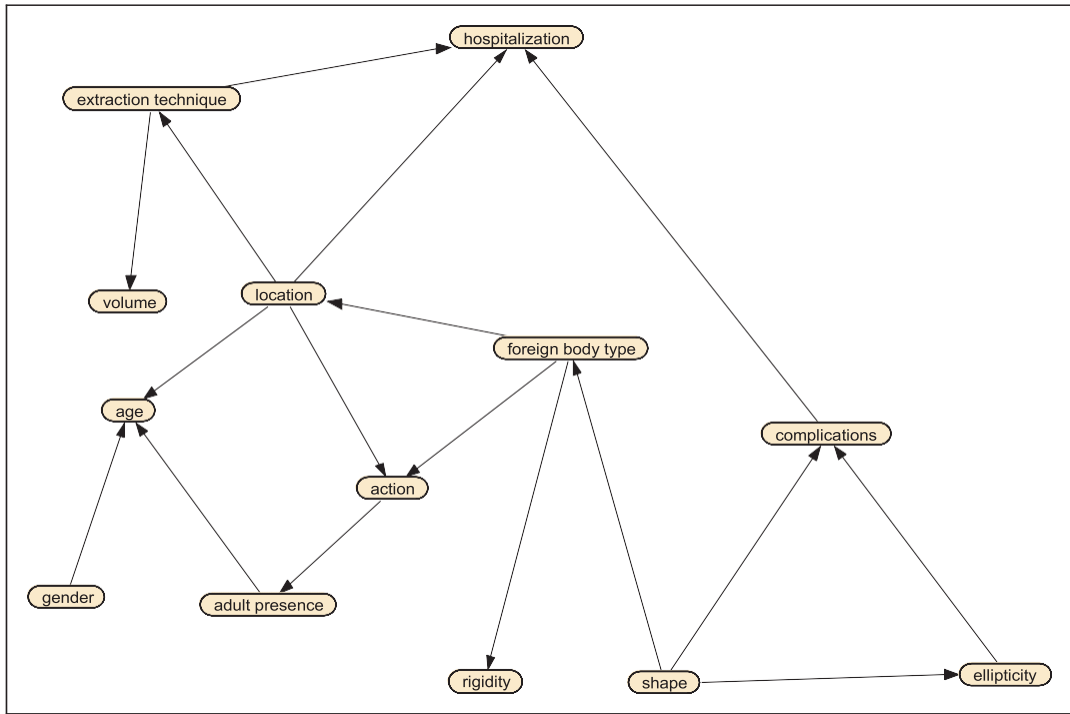 hospitalization
extraction technique
volume
location
foreign body type
age
complications
action
gender
adult presence
rigidity
shape
ellipticity